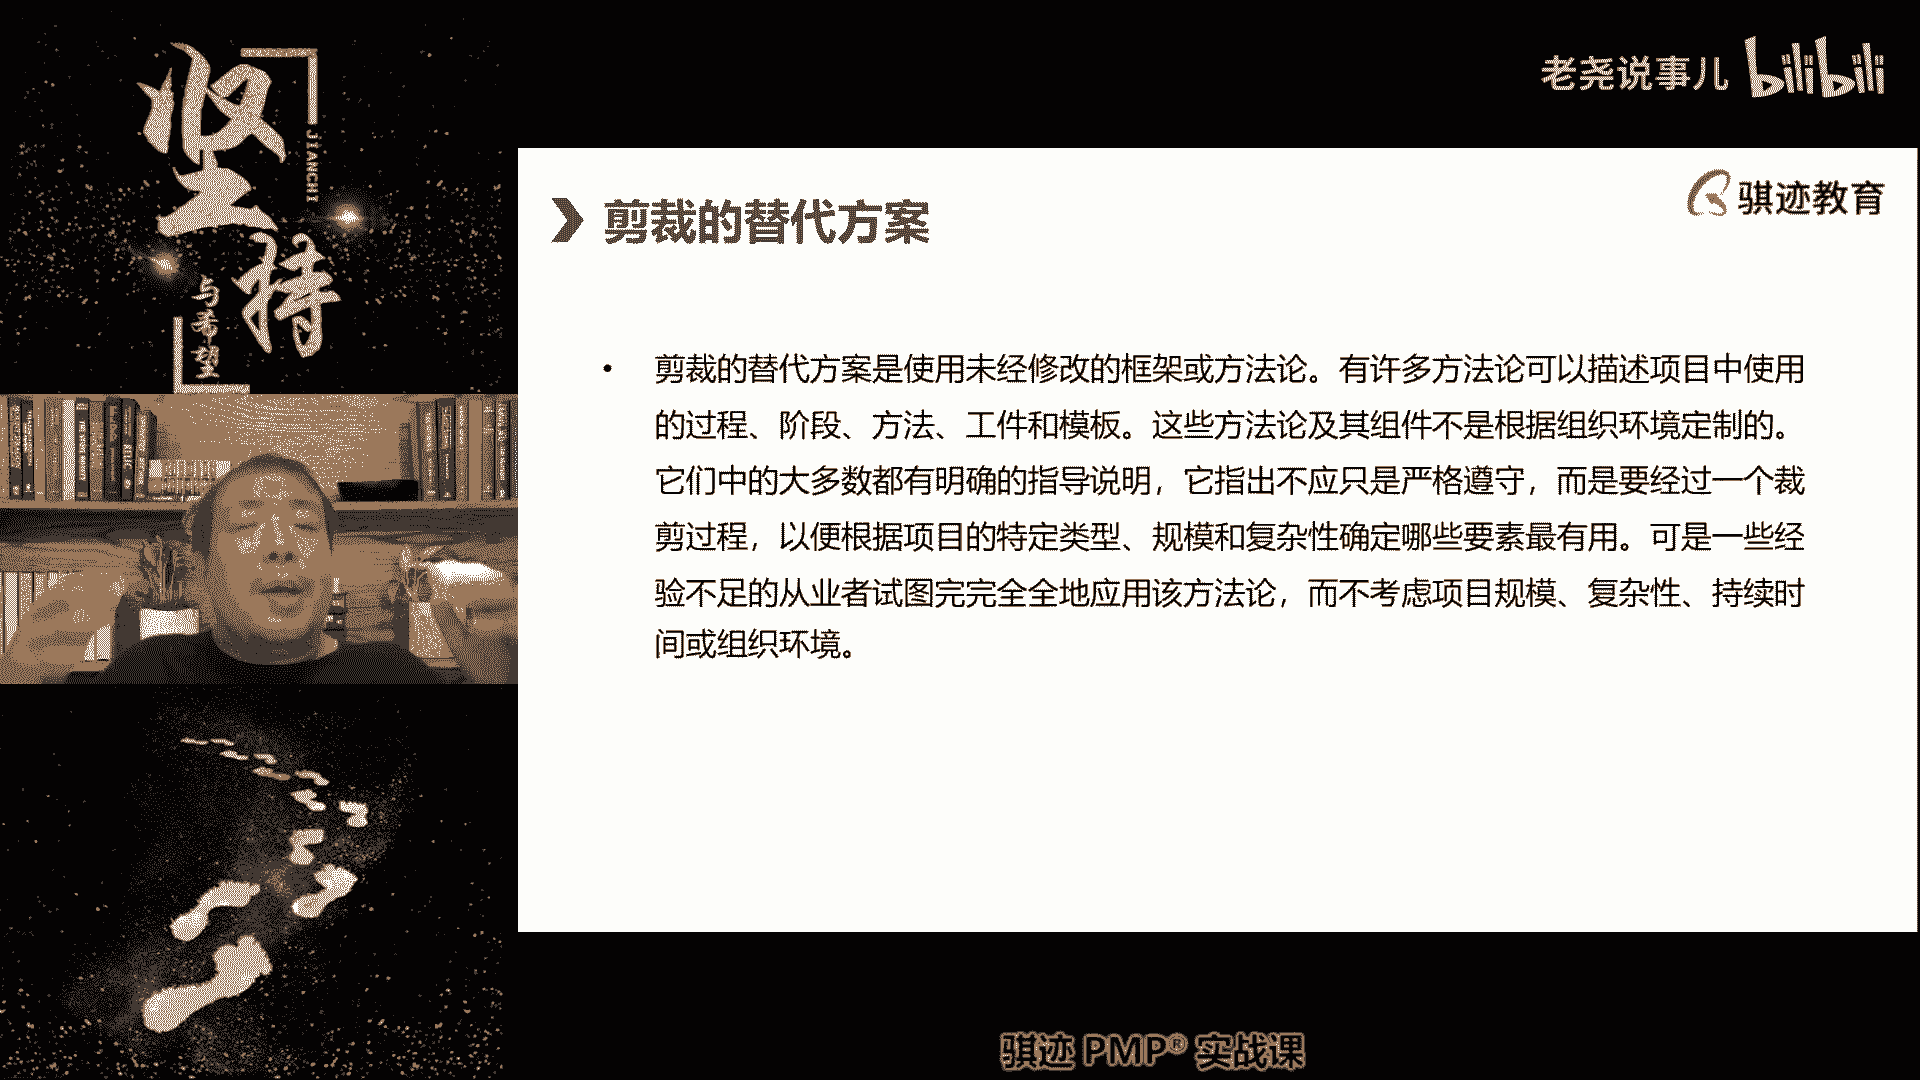 坚持
JIANCHI
与希望
老尧说事儿 bilibili
骐迹教育
剪裁的替代方案
• 剪裁的替代方案是使用未经修改的框架或方法论。有许多方法论可以描述项目中使用
的过程、阶段、方法、工件和模板。这些方法论及其组件不是根据组织环境定制的。
它们中的大多数都有明确的指导说明，它指出不应只是严格遵守，而是要经过一个裁
剪过程，以便根据项目的特定类型、规模和复杂性确定哪些要素最有用。可是一些经
验不足的从业者试图完完全全地应用该方法论，而不考虑项目规模、复杂性、持续时
间或组织环境。
骐迹 PMP® 实战课